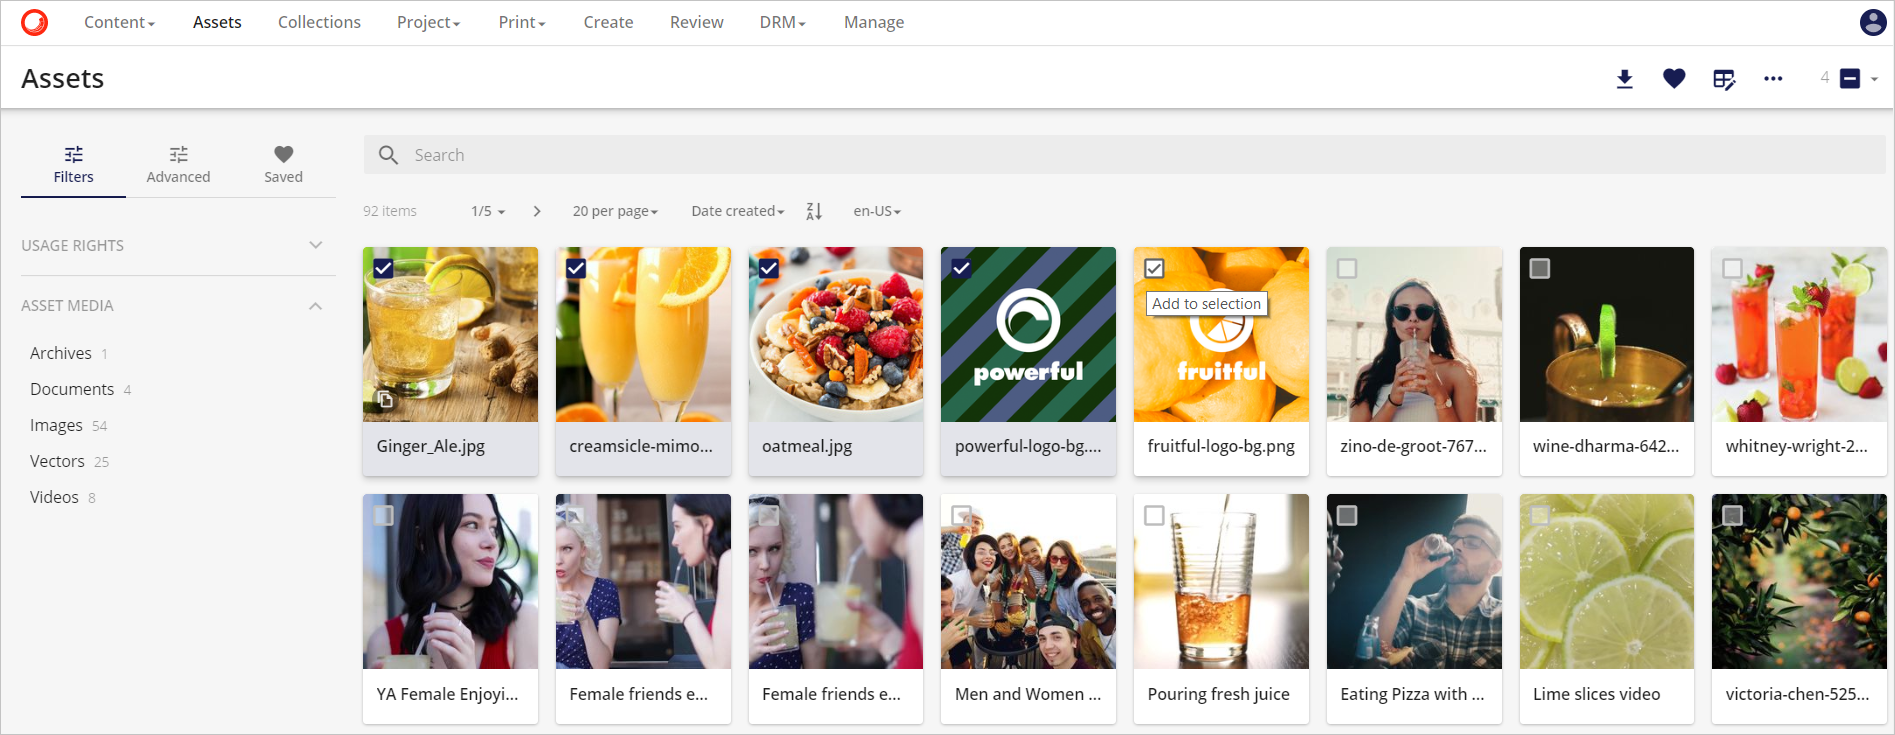 Content Assets Collections Project Print Create Review DRM Manage
Assets
4
Filters Advanced Saved
Search
92 items 1/5 20 per page Date created Z A en-US
USAGE RIGHTS
ASSET MEDIA
Archives 1
Documents 4
Images 54
Vectors 25
Videos 8
powerful
Add to selection
fruitful
Ginger_Ale.jpg
creamsicle-mimo...
oatmeal.jpg
powerful-logo-bg....
fruitful-logo-bg.png
zino-de-groot-767...
wine-dharma-642...
whitney-wright-2...
YA Female Enjoyi...
Female friends e...
Female friends e...
Men and Women ...
Pouring fresh juice
Eating Pizza with ...
Lime slices video
victoria-chen-525...